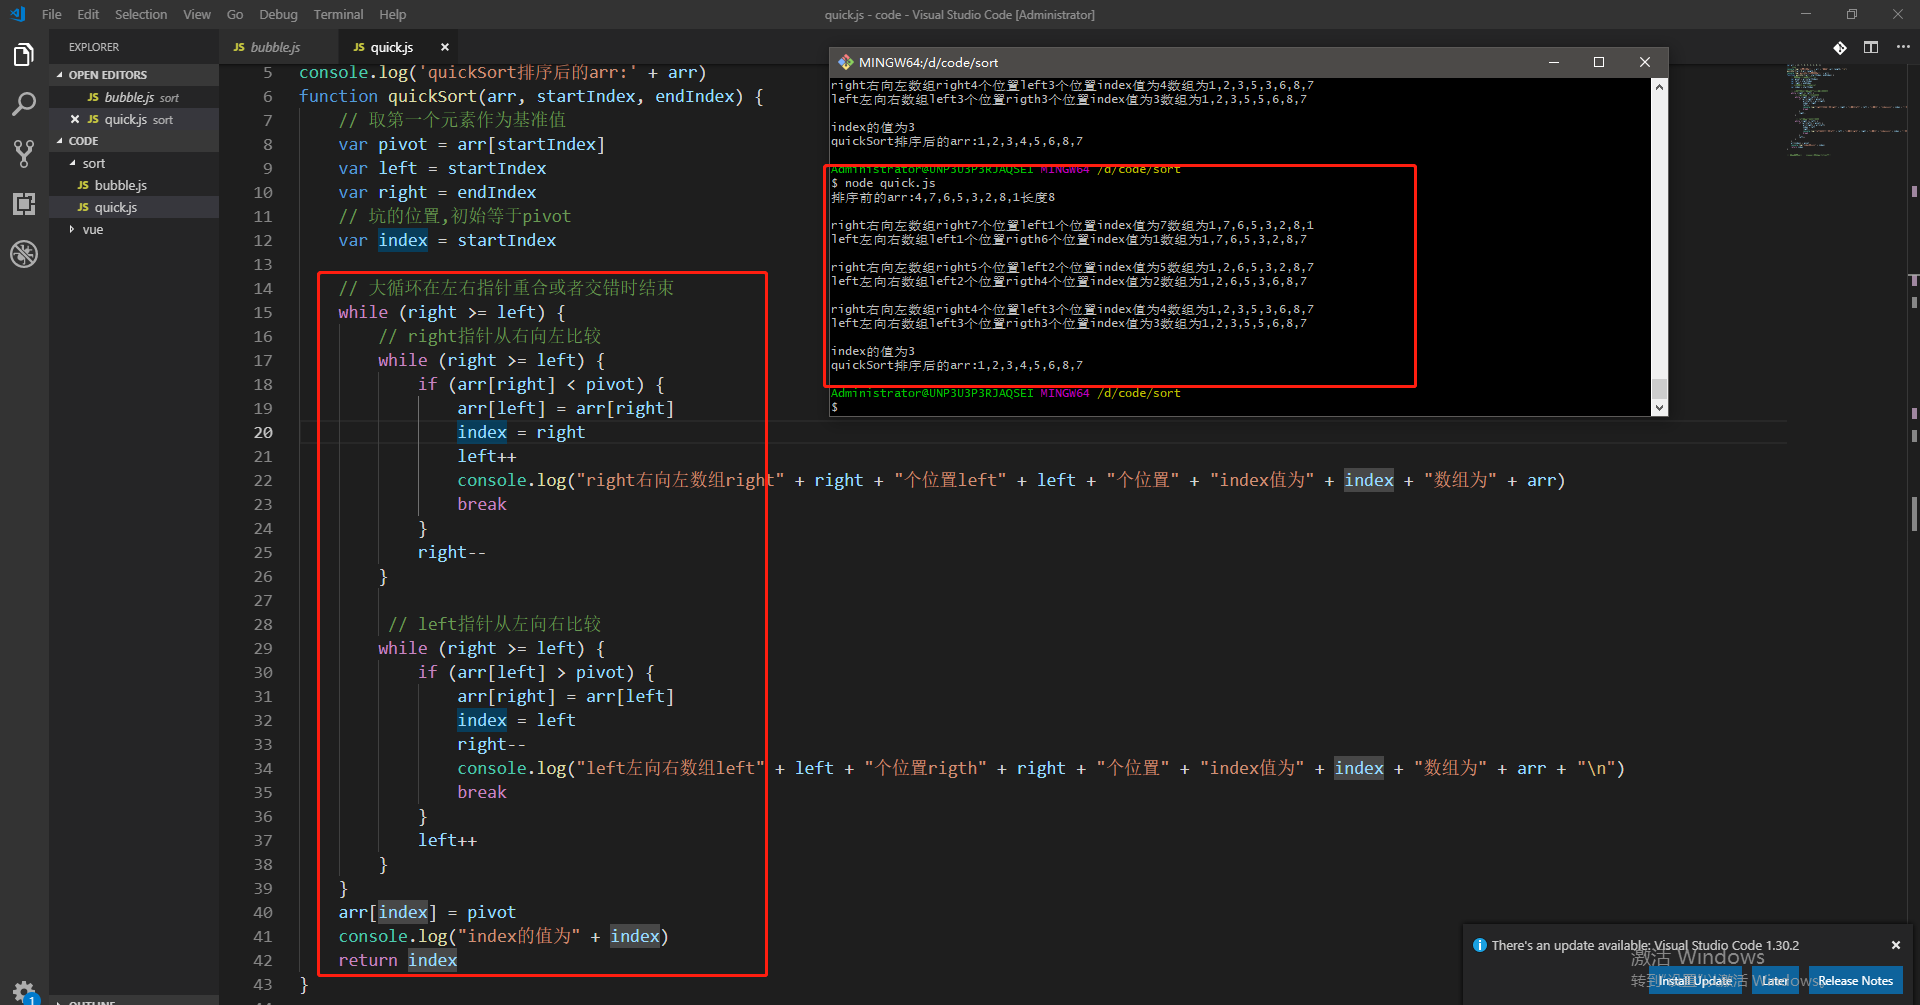 File Edit Selection View Go Debug Terminal Help
quick.js - code - Visual Studio Code [Administrator]
EXPLORER
OPEN EDITORS
JS bubble.js sort
JS quick.js sort
CODE
sort
JS bubble.js
JS quick.js
vue
JS bubble.js
JS quick.js
5 console.log('quickSort排序后的arr:' + arr)
6 function quickSort(arr, startIndex, endIndex) {
7 // 取第一个元素作为基准值
8 var pivot = arr[startIndex]
9 var left = startIndex
10 var right = endIndex
11 // 坑的位置,初始等于pivot
12 var index = startIndex
13
14 // 大循环在左右指针重合或者交错时结束
15 while (right >= left) {
16 // right指针从右向左比较
17 while (right >= left) {
18 if (arr[right] < pivot) {
19 arr[left] = arr[right]
20 index = right
21 left++
22 console.log("right右向左数组right" + right + "个位置left" + left + "个位置" + "index值为" + index + "数组为" + arr)
23 break
24 }
25 right--
26 }
27
28 // left指针从左向右比较
29 while (right >= left) {
30 if (arr[left] > pivot) {
31 arr[right] = arr[left]
32 index = left
33 right--
34 console.log("left左向右数组left" + left + "个位置rigth" + right + "个位置" + "index值为" + index + "数组为" + arr + "\n")
35 break
36 }
37 left++
38 }
39 }
40 arr[index] = pivot
41 console.log("index的值为" + index)
42 return index
43 }
MINGW64:/d/code/sort
right右向左数组right4个位置left3个位置index值为4数组为1,2,3,5,3,6,8,7
left左向右数组left3个位置rigth3个位置index值为3数组为1,2,3,5,5,6,8,7
index的值为3
quickSort排序后的arr:1,2,3,4,5,6,8,7
Administrator@UNP3U3P3RJAQSEI MINGW64 /d/code/sort
$ node quick.js
排序前的arr:4,7,6,5,3,2,8,1长度8
right右向左数组right7个位置left1个位置index值为7数组为1,7,6,5,3,2,8,1
left左向右数组left1个位置rigth6个位置index值为1数组为1,7,6,5,3,2,8,7
right右向左数组right5个位置left2个位置index值为5数组为1,2,6,5,3,2,8,7
left左向右数组left2个位置rigth4个位置index值为2数组为1,2,6,5,3,6,8,7
right右向左数组right4个位置left3个位置index值为4数组为1,2,3,5,3,6,8,7
left左向右数组left3个位置rigth3个位置index值为3数组为1,2,3,5,5,6,8,7
index的值为3
quickSort排序后的arr:1,2,3,4,5,6,8,7
Administrator@UNP3U3P3RJAQSEI MINGW64 /d/code/sort
$
There's an update available: Visual Studio Code 1.30.2
激活 Windows
Install Update Later Release Notes
1
OUTLINE